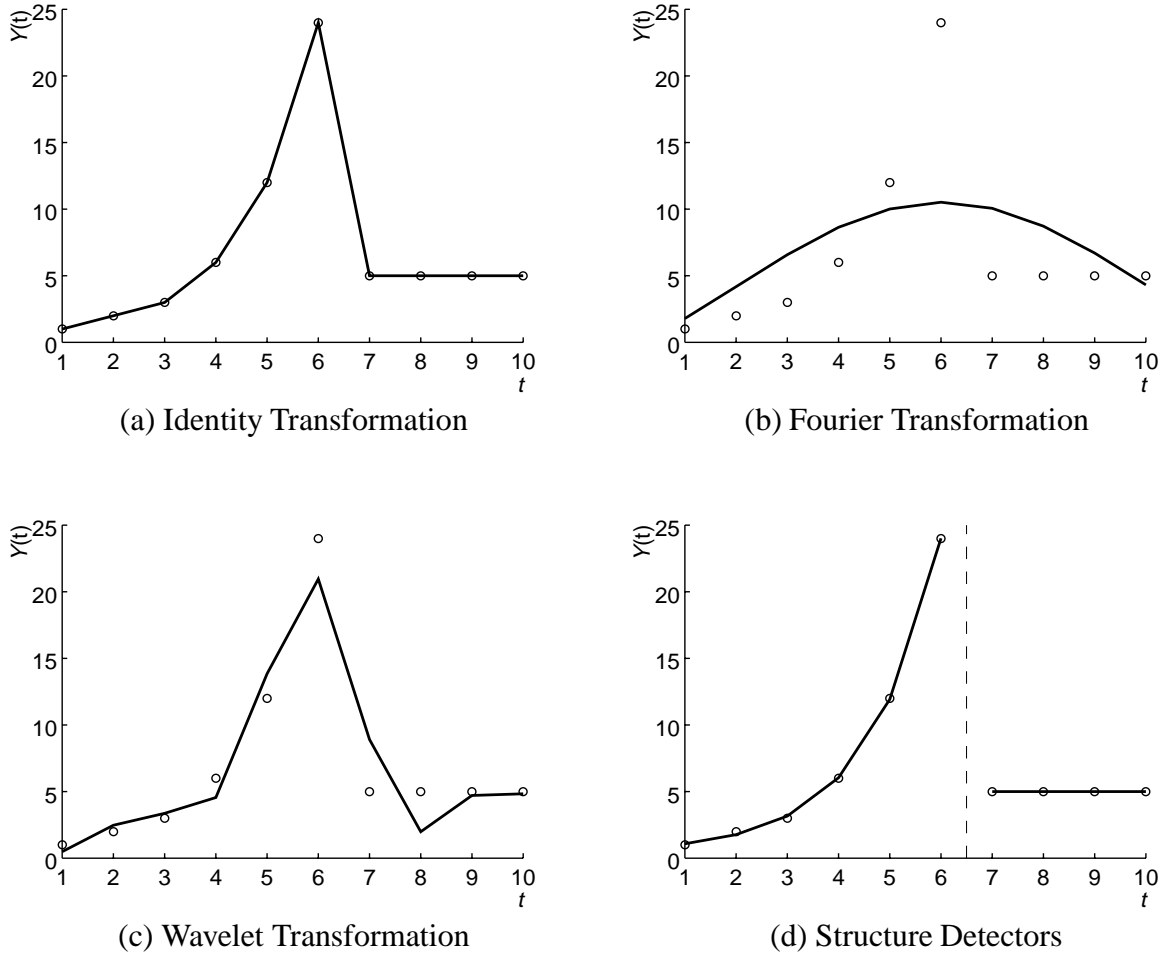 Y(t)
25
20
15
10
5
0
1 2 3 4 5 6 7 8 9 10
t
(a) Identity Transformation
Y(t)
25
20
15
10
5
0
1 2 3 4 5 6 7 8 9 10
t
(b) Fourier Transformation
Y(t)
25
20
15
10
5
0
1 2 3 4 5 6 7 8 9 10
t
(c) Wavelet Transformation
Y(t)
25
20
15
10
5
0
1 2 3 4 5 6 7 8 9 10
t
(d) Structure Detectors